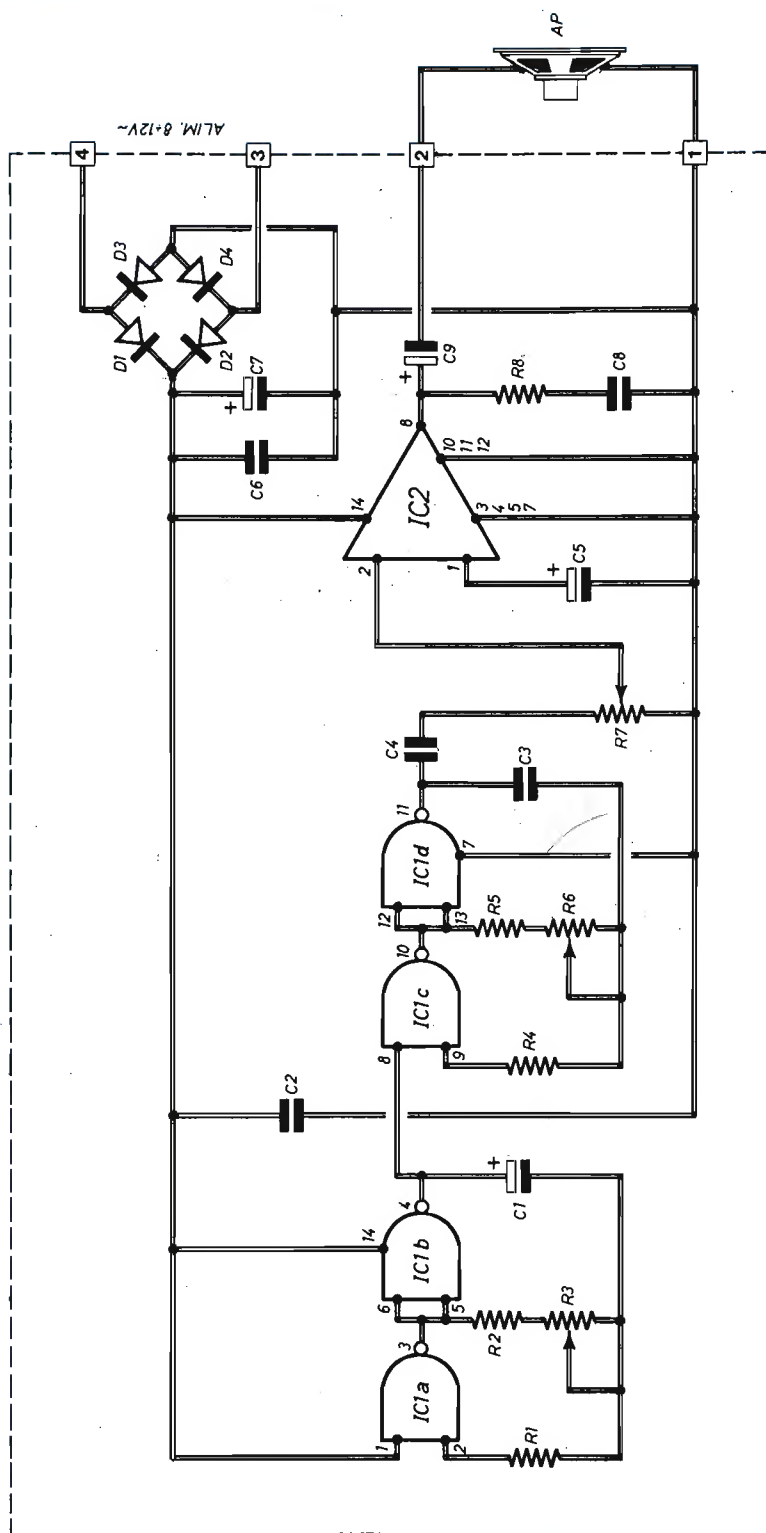 ALIM. 8÷12V~
4
3
2
1
AP
D1
D3
D2
D4
C7
+
C6
C9
+
R8
C8
IC2
14
8
2
1
10
11
12
3
4
5
7
C5
+
R7
C4
C3
IC1d
11
12
13
7
R5
R6
IC1c
10
8
9
R4
C2
C1
+
IC1b
14
4
6
5
R2
R3
IC1a
3
1
2
R1